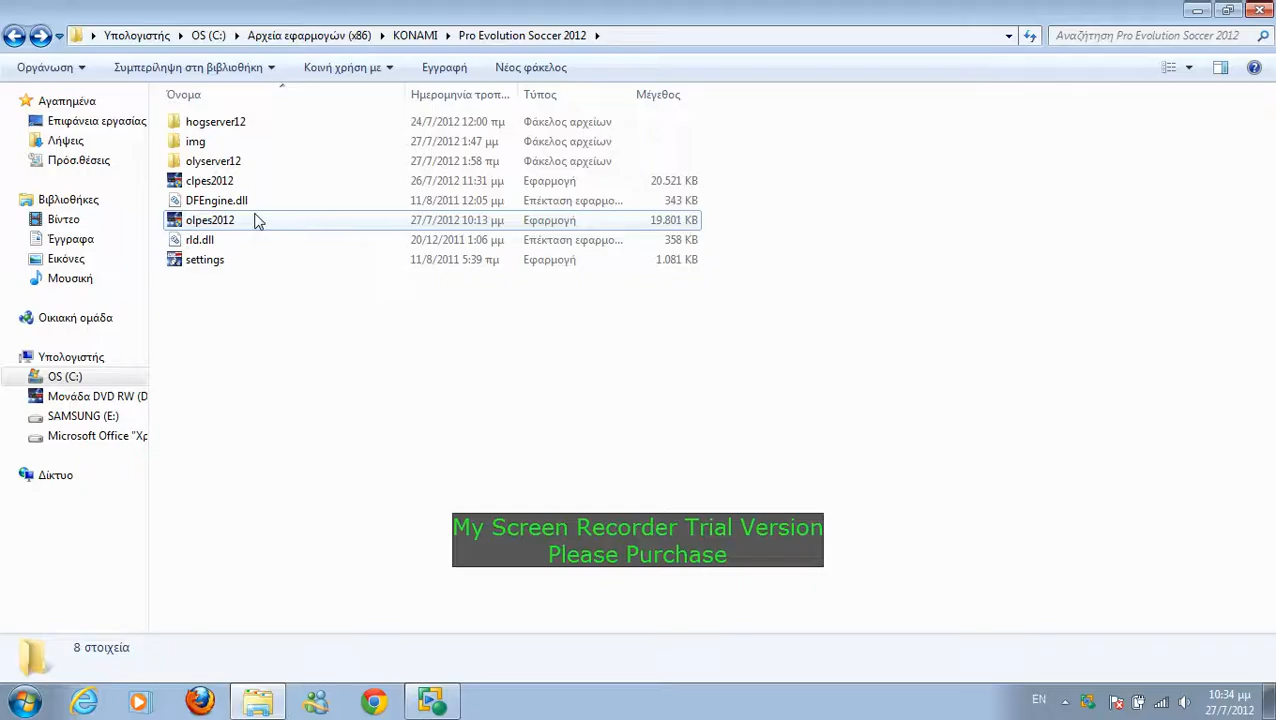 Υπολογιστής OS (C:) Αρχεία εφαρμογών (x86) KONAMI Pro Evolution Soccer 2012 Αναζήτηση Pro Evolution Soccer 2012
Οργάνωση Συμπερίληψη στη βιβλιοθήκη Κοινή χρήση με Εγγραφή Νέος φάκελος
Όνομα Ημερομηνία τροπ... Τύπος Μέγεθος
Αγαπημένα
Επιφάνεια εργασίας
Λήψεις
Πρόσ.θέσεις
Βιβλιοθήκες
Βίντεο
Έγγραφα
Εικόνες
Μουσική
Οικιακή ομάδα
Υπολογιστής
OS (C:)
Μονάδα DVD RW (D
SAMSUNG (E:)
Microsoft Office "Χρ
Δίκτυο
hogserver12 24/7/2012 12:00 πμ Φάκελος αρχείων
img 27/7/2012 1:47 μμ Φάκελος αρχείων
olyserver12 27/7/2012 1:58 πμ Φάκελος αρχείων
clpes2012 26/7/2012 11:31 μμ Εφαρμογή 20.521 KB
DFEngine.dll 11/8/2011 12:05 μμ Επέκταση εφαρμο... 343 KB
olpes2012 27/7/2012 10:13 μμ Εφαρμογή 19.801 KB
rld.dll 20/12/2011 1:06 μμ Επέκταση εφαρμο... 358 KB
settings 11/8/2011 5:39 πμ Εφαρμογή 1.081 KB
My Screen Recorder Trial Version
Please Purchase
8 στοιχεία
EN 10:34 μμ
27/7/2012